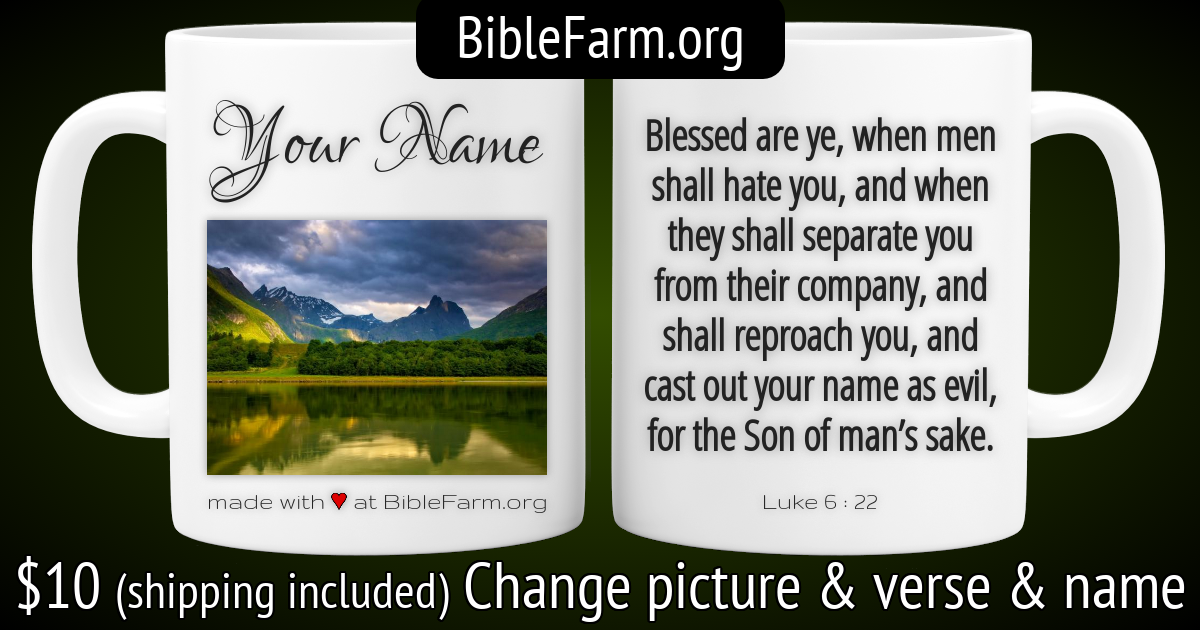 BibleFarm.org
Your Name
made with ♥ at BibleFarm.org
Blessed are ye, when men
shall hate you, and when
they shall separate you
from their company, and
shall reproach you, and
cast out your name as evil,
for the Son of man’s sake.
Luke 6 : 22
$10 (shipping included) Change picture & verse & name